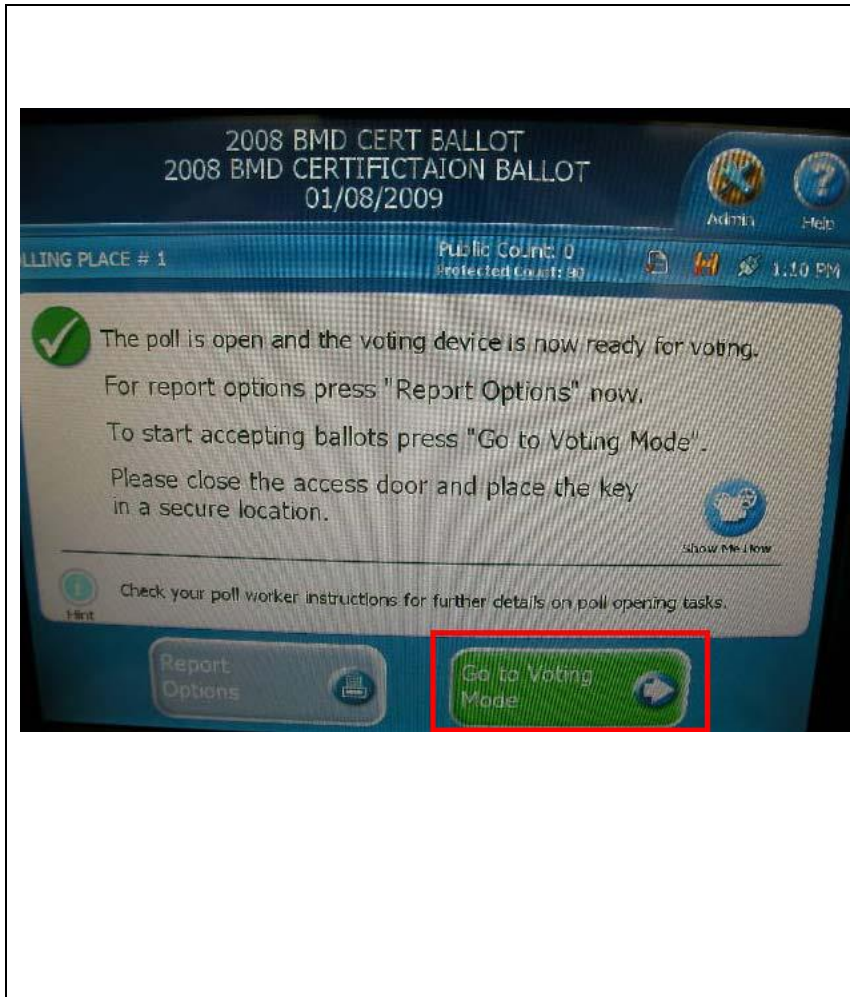 2008 BMD CERT BALLOT
2008 BMD CERTIFICTAION BALLOT
01/08/2009
Admin
Help
LLING PLACE # 1
Public Count: 0
Protected Count: 90
1:10 PM
The poll is open and the voting device is now ready for voting.
For report options press "Report Options" now.
To start accepting ballots press "Go to Voting Mode".
Please close the access door and place the key
in a secure location.
Show Me How
Hint
Check your poll worker instructions for further details on poll opening tasks.
Report
Options
Go to Voting
Mode